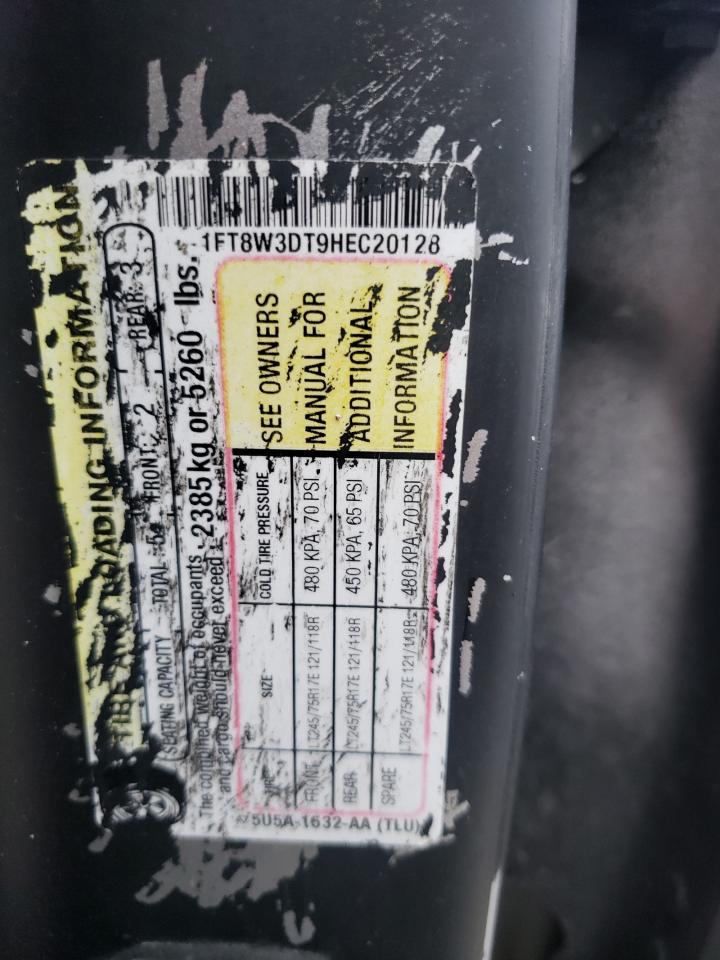 TIRE AND LOADING INFORMATION
SEATING CAPACITY TOTAL 5 FRONT: 2 REAR: 3
The combined weight of occupants
and cargo should never exceed 2385 kg or 5260 lbs.
TIRE SIZE COLD TIRE PRESSURE
FRONT LT245/75R17E 121/118R 480 KPA, 70 PSI
REAR LT245/75R17E 121/118R 450 KPA, 65 PSI
SPARE LT245/75R17E 121/118R 480 KPA, 70 PSI
SEE OWNERS
MANUAL FOR
ADDITIONAL
INFORMATION
5U5A-1632-AA (TLU)
1FT8W3DT9HEC20128